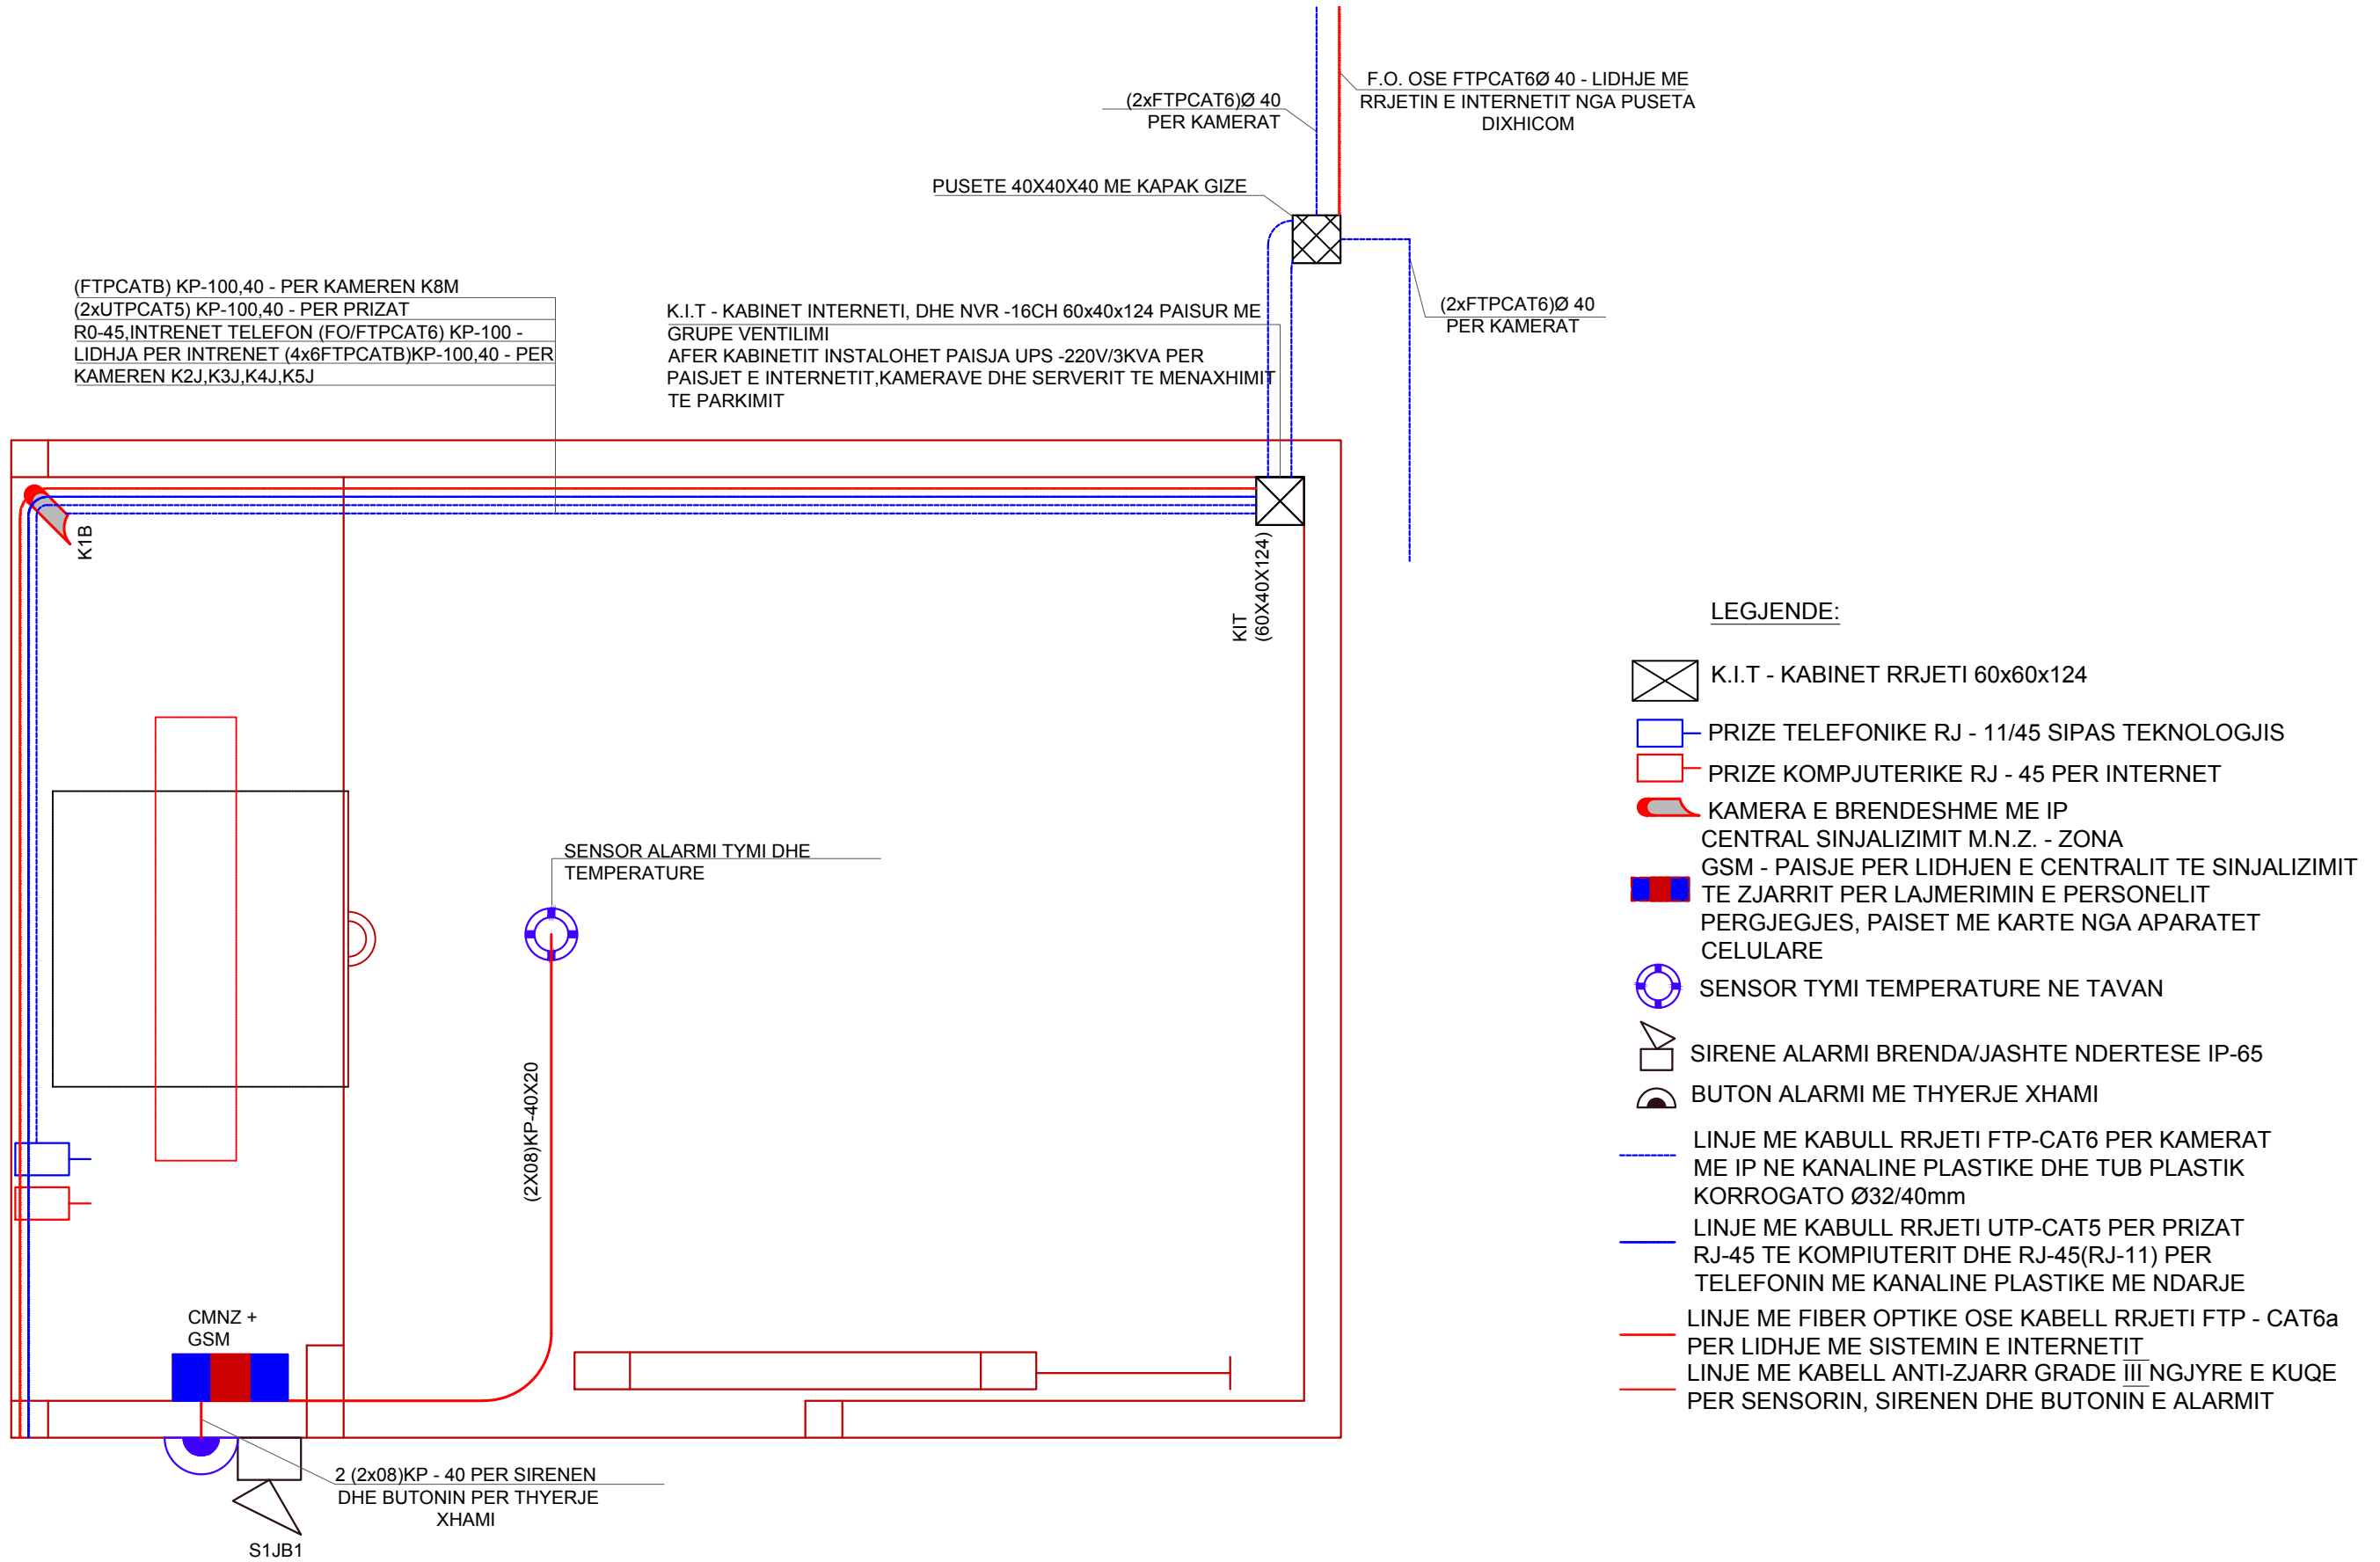 F.O. OSE FTPCAT6Ø 40 - LIDHJE ME
RRJETIN E INTERNETIT NGA PUSETA
DIXHICOM
(2xFTPCAT6)Ø 40
PER KAMERAT
PUSETE 40X40X40 ME KAPAK GIZE
(FTPCATB) KP-100,40 - PER KAMEREN K8M
(2xUTPCAT5) KP-100,40 - PER PRIZAT
R0-45,INTRENET TELEFON (FO/FTPCAT6) KP-100 -
LIDHJA PER INTRENET (4x6FTPCATB)KP-100,40 - PER
KAMEREN K2J,K3J,K4J,K5J
K.I.T - KABINET INTERNETI, DHE NVR -16CH 60x40x124 PAISUR ME
GRUPE VENTILIMI
AFER KABINETIT INSTALOHET PAISJA UPS -220V/3KVA PER
PAISJET E INTERNETIT,KAMERAVE DHE SERVERIT TE MENAXHIMIT
TE PARKIMIT
(2xFTPCAT6)Ø 40
PER KAMERAT
K1B
KIT
(60X40X124)
SENSOR ALARMI TYMI DHE
TEMPERATURE
(2X08)KP-40X20
CMNZ +
GSM
2 (2x08)KP - 40 PER SIRENEN
DHE BUTONIN PER THYERJE
XHAMI
S1JB1
LEGJENDE:
K.I.T - KABINET RRJETI 60x60x124
PRIZE TELEFONIKE RJ - 11/45 SIPAS TEKNOLOGJIS
PRIZE KOMPJUTERIKE RJ - 45 PER INTERNET
KAMERA E BRENDESHME ME IP
CENTRAL SINJALIZIMIT M.N.Z. - ZONA
GSM - PAISJE PER LIDHJEN E CENTRALIT TE SINJALIZIMIT
TE ZJARRIT PER LAJMERIMIN E PERSONELIT
PERGJEGJES, PAISET ME KARTE NGA APARATET
CELULARE
SENSOR TYMI TEMPERATURE NE TAVAN
SIRENE ALARMI BRENDA/JASHTE NDERTESE IP-65
BUTON ALARMI ME THYERJE XHAMI
LINJE ME KABULL RRJETI FTP-CAT6 PER KAMERAT
ME IP NE KANALINE PLASTIKE DHE TUB PLASTIK
KORROGATO Ø32/40mm
LINJE ME KABULL RRJETI UTP-CAT5 PER PRIZAT
RJ-45 TE KOMPIUTERIT DHE RJ-45(RJ-11) PER
TELEFONIN ME KANALINE PLASTIKE ME NDARJE
LINJE ME FIBER OPTIKE OSE KABELL RRJETI FTP - CAT6a
PER LIDHJE ME SISTEMIN E INTERNETIT
LINJE ME KABELL ANTI-ZJARR GRADE III NGJYRE E KUQE
PER SENSORIN, SIRENEN DHE BUTONIN E ALARMIT